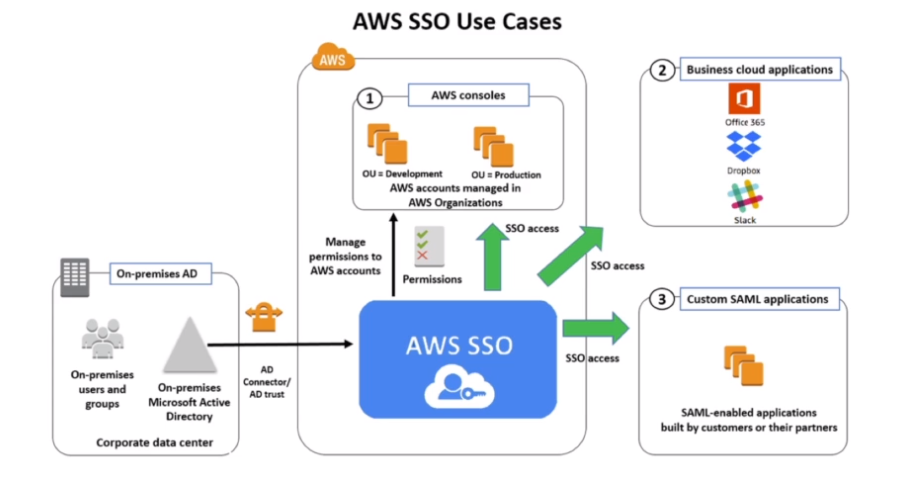 AWS SSO Use Cases
AWS
1
AWS consoles
OU = Development
OU = Production
AWS accounts managed in
AWS Organizations
2
Business cloud applications
Office 365
Dropbox
Slack
Manage
permissions to
AWS accounts
Permissions
SSO access
SSO access
On-premises AD
On-premises
users and
groups
On-premises
Microsoft Active
Directory
Corporate data center
AD
Connector/
AD trust
AWS SSO
SSO access
3
Custom SAML applications
SAML-enabled applications
built by customers or their partners